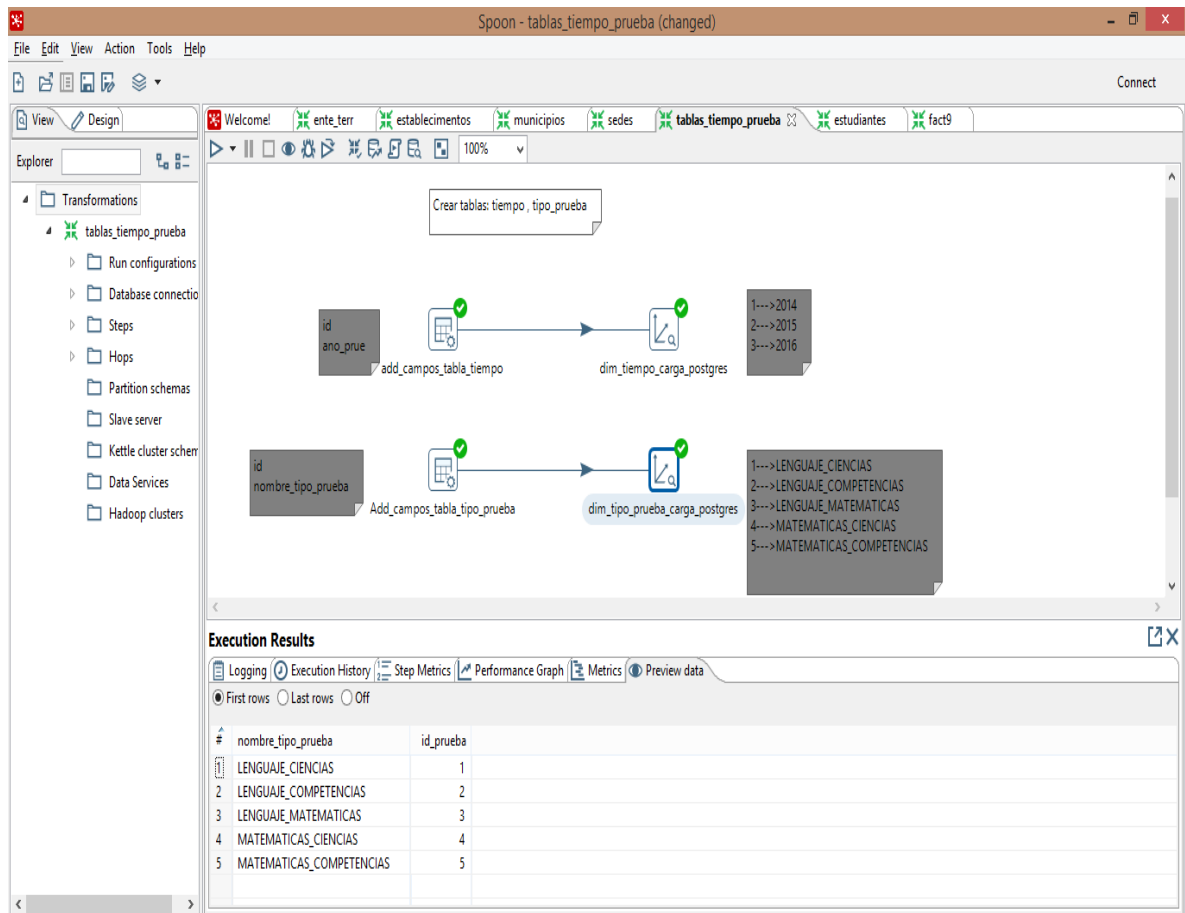 Spoon - tablas_tiempo_prueba (changed)
File Edit View Action Tools Help
Connect
View Design
Welcome! ente_terr establecimentos municipios sedes tablas_tiempo_prueba estudiantes fact9
Explorer
100%
Transformations
tablas_tiempo_prueba
Run configurations
Database connectio
Steps
Hops
Partition schemas
Slave server
Kettle cluster schem
Data Services
Hadoop clusters
Crear tablas: tiempo , tipo_prueba
id
ano_prue
add_campos_tabla_tiempo
dim_tiempo_carga_postgres
1--->2014
2--->2015
3--->2016
id
nombre_tipo_prueba
Add_campos_tabla_tipo_prueba
dim_tipo_prueba_carga_postgres
1--->LENGUAJE_CIENCIAS
2--->LENGUAJE_COMPETENCIAS
3--->LENGUAJE_MATEMATICAS
4--->MATEMATICAS_CIENCIAS
5--->MATEMATICAS_COMPETENCIAS
Execution Results
Logging Execution History Step Metrics Performance Graph Metrics Preview data
First rows Last rows Off
# nombre_tipo_prueba id_prueba
1 LENGUAJE_CIENCIAS 1
2 LENGUAJE_COMPETENCIAS 2
3 LENGUAJE_MATEMATICAS 3
4 MATEMATICAS_CIENCIAS 4
5 MATEMATICAS_COMPETENCIAS 5